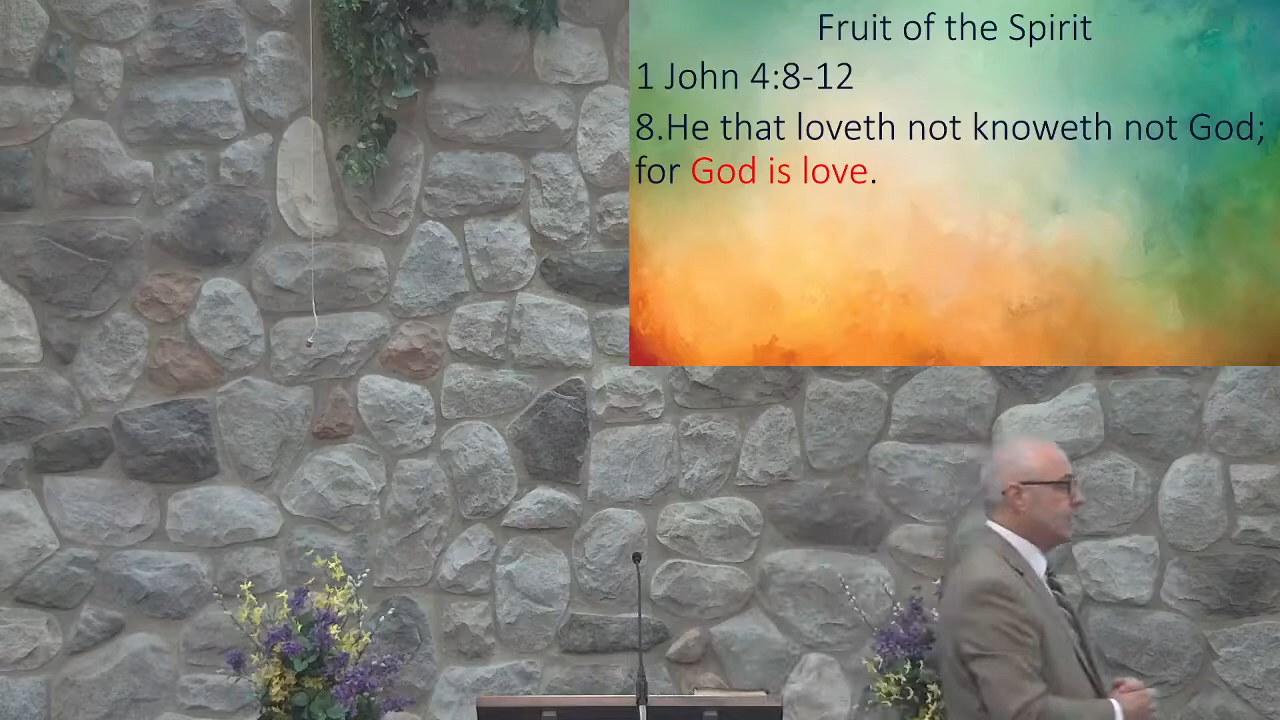 Fruit of the Spirit
1 John 4:8-12
8.He that loveth not knoweth not God;
for God is love.